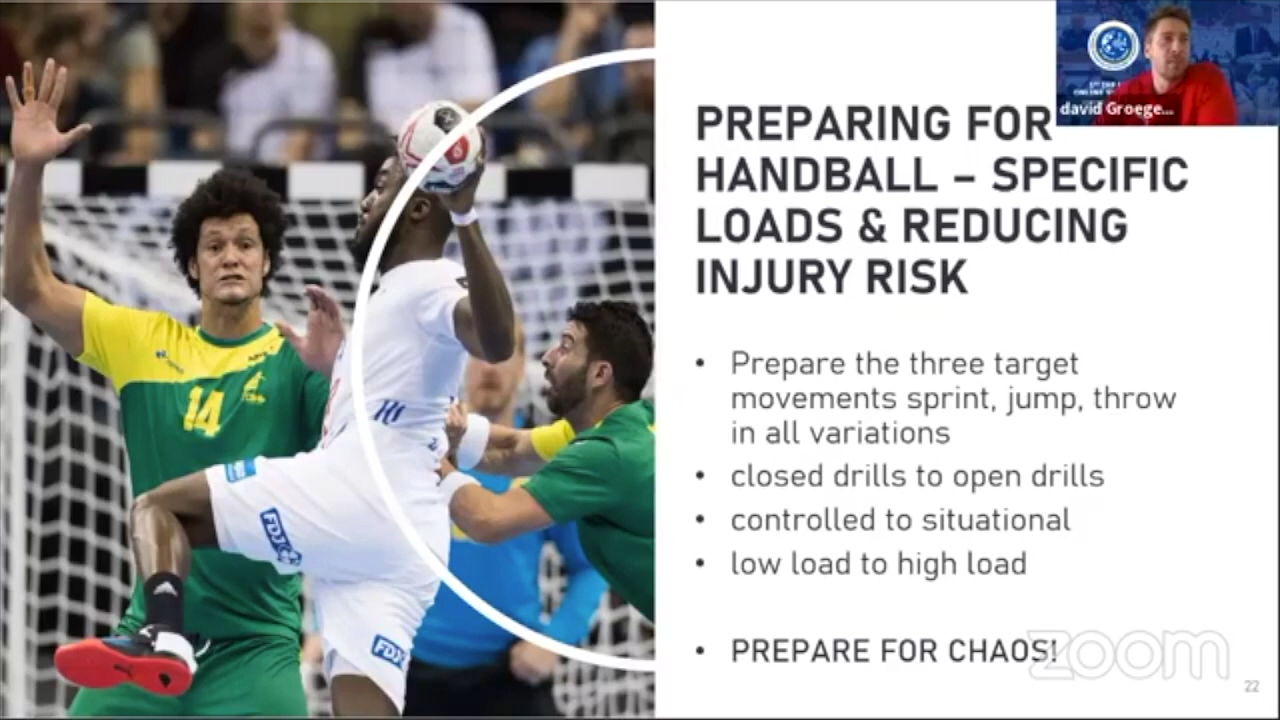 david Groege...
PREPARING FOR
HANDBALL – SPECIFIC
LOADS & REDUCING
INJURY RISK
• Prepare the three target
movements sprint, jump, throw
in all variations
• closed drills to open drills
• controlled to situational
• low load to high load
• PREPARE FOR CHAOS!
zoom
22
14
FDJ
FDJ